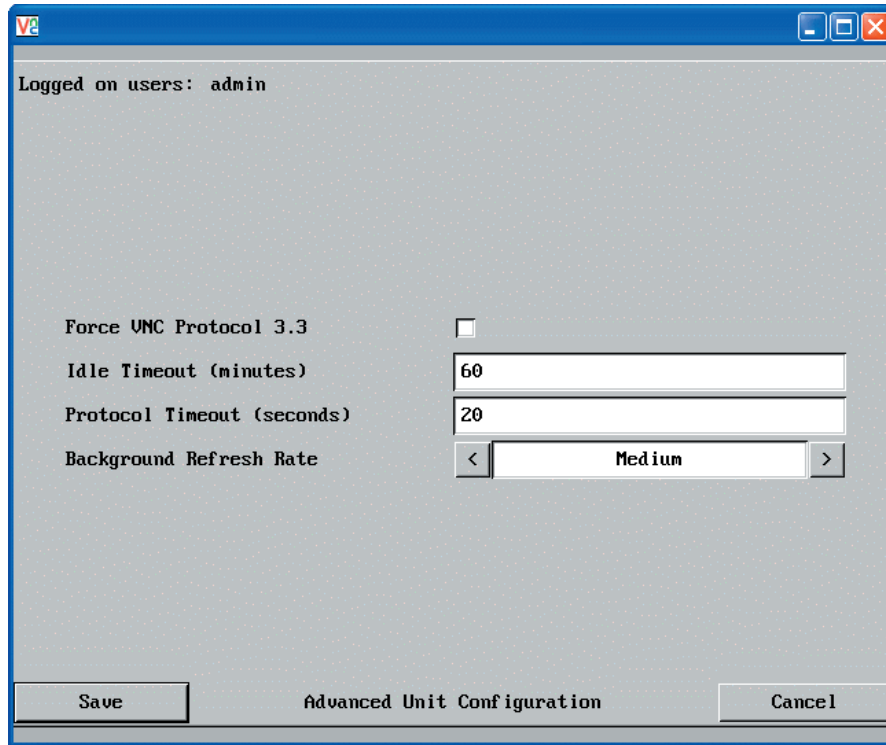 Logged on users: admin
Force VNC Protocol 3.3
Idle Timeout (minutes) 60
Protocol Timeout (seconds) 20
Background Refresh Rate < Medium >
Save Advanced Unit Configuration Cancel